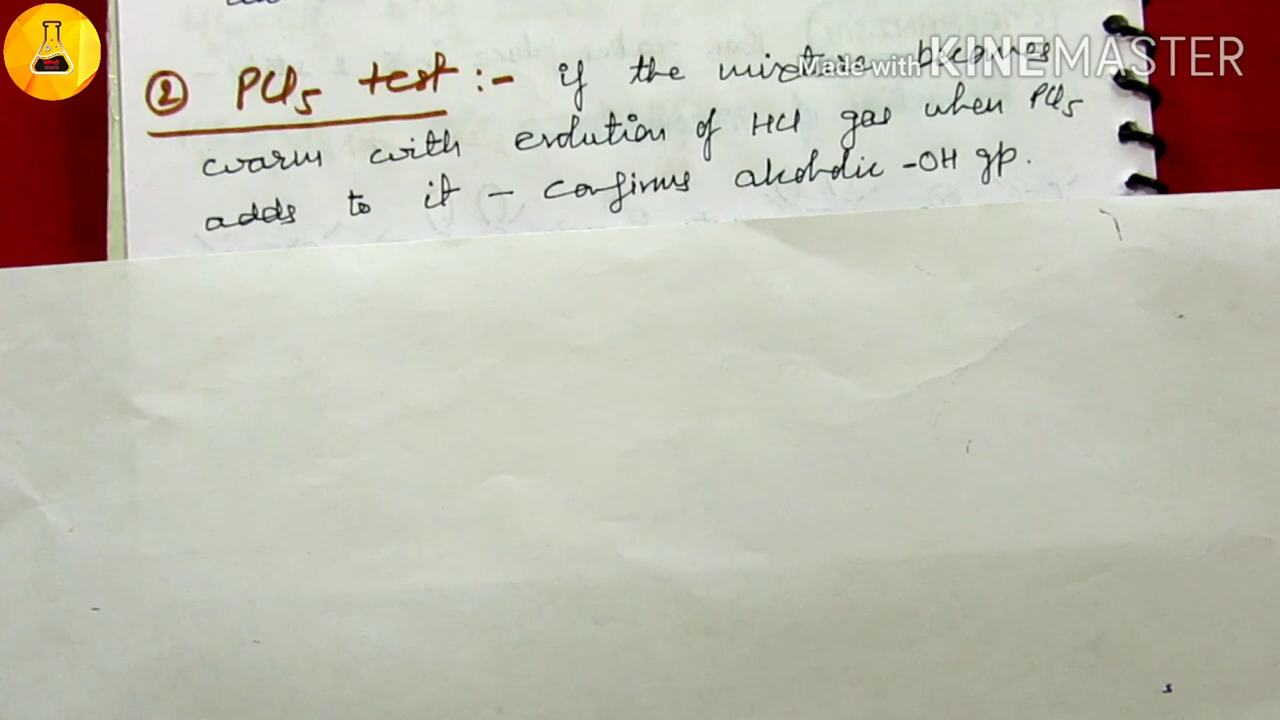 ② PCl5 test :- if the mixture becomes
warm with evolution of HCl gas when PCl5
adds to it - confirms alcoholic -OH gp.
Made with KINEMASTER